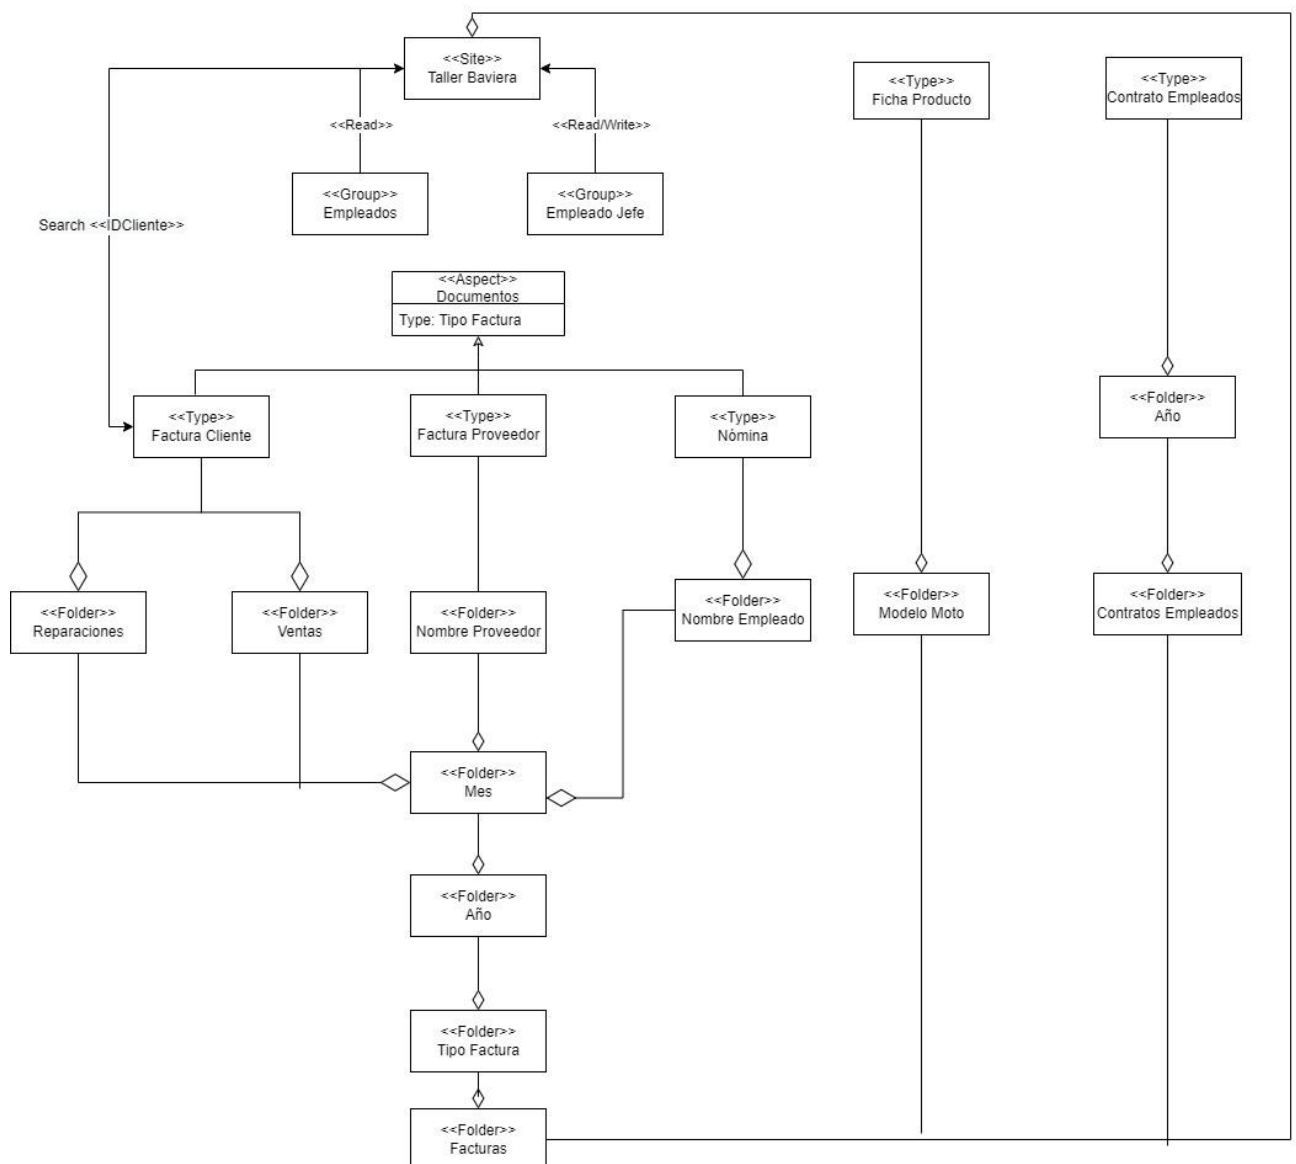 <<Site>>
Taller Baviera
<<Type>>
Ficha Producto
<<Type>>
Contrato Empleados
<<Read>>
<<Read/Write>>
<<Group>>
Empleados
<<Group>>
Empleado Jefe
Search <<IDCliente>>
<<Aspect>>
Documentos
Type: Tipo Factura
<<Type>>
Factura Cliente
<<Type>>
Factura Proveedor
<<Type>>
Nómina
<<Folder>>
Año
<<Folder>>
Reparaciones
<<Folder>>
Ventas
<<Folder>>
Nombre Proveedor
<<Folder>>
Nombre Empleado
<<Folder>>
Modelo Moto
<<Folder>>
Contratos Empleados
<<Folder>>
Mes
<<Folder>>
Año
<<Folder>>
Tipo Factura
<<Folder>>
Facturas